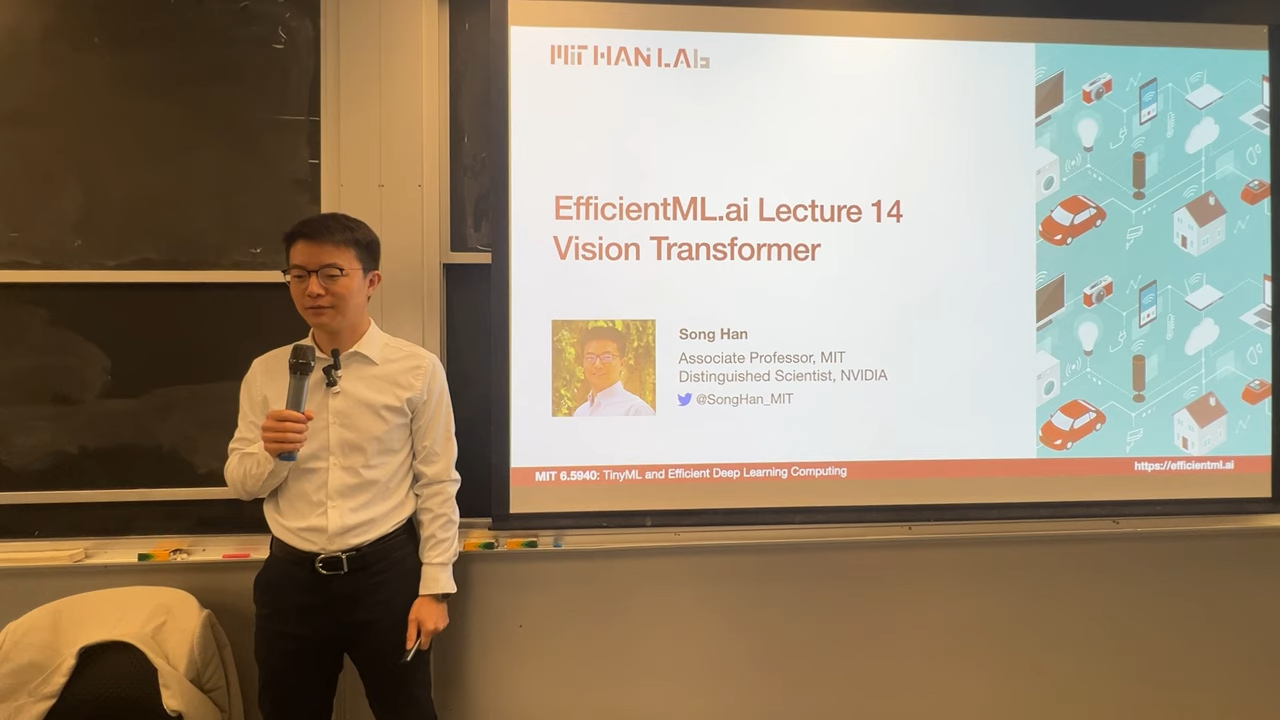 MIT HAN LAB
EfficientML.ai Lecture 14
Vision Transformer
Song Han
Associate Professor, MIT
Distinguished Scientist, NVIDIA
@SongHan_MIT
MIT 6.5940: TinyML and Efficient Deep Learning Computing
https://efficientml.ai